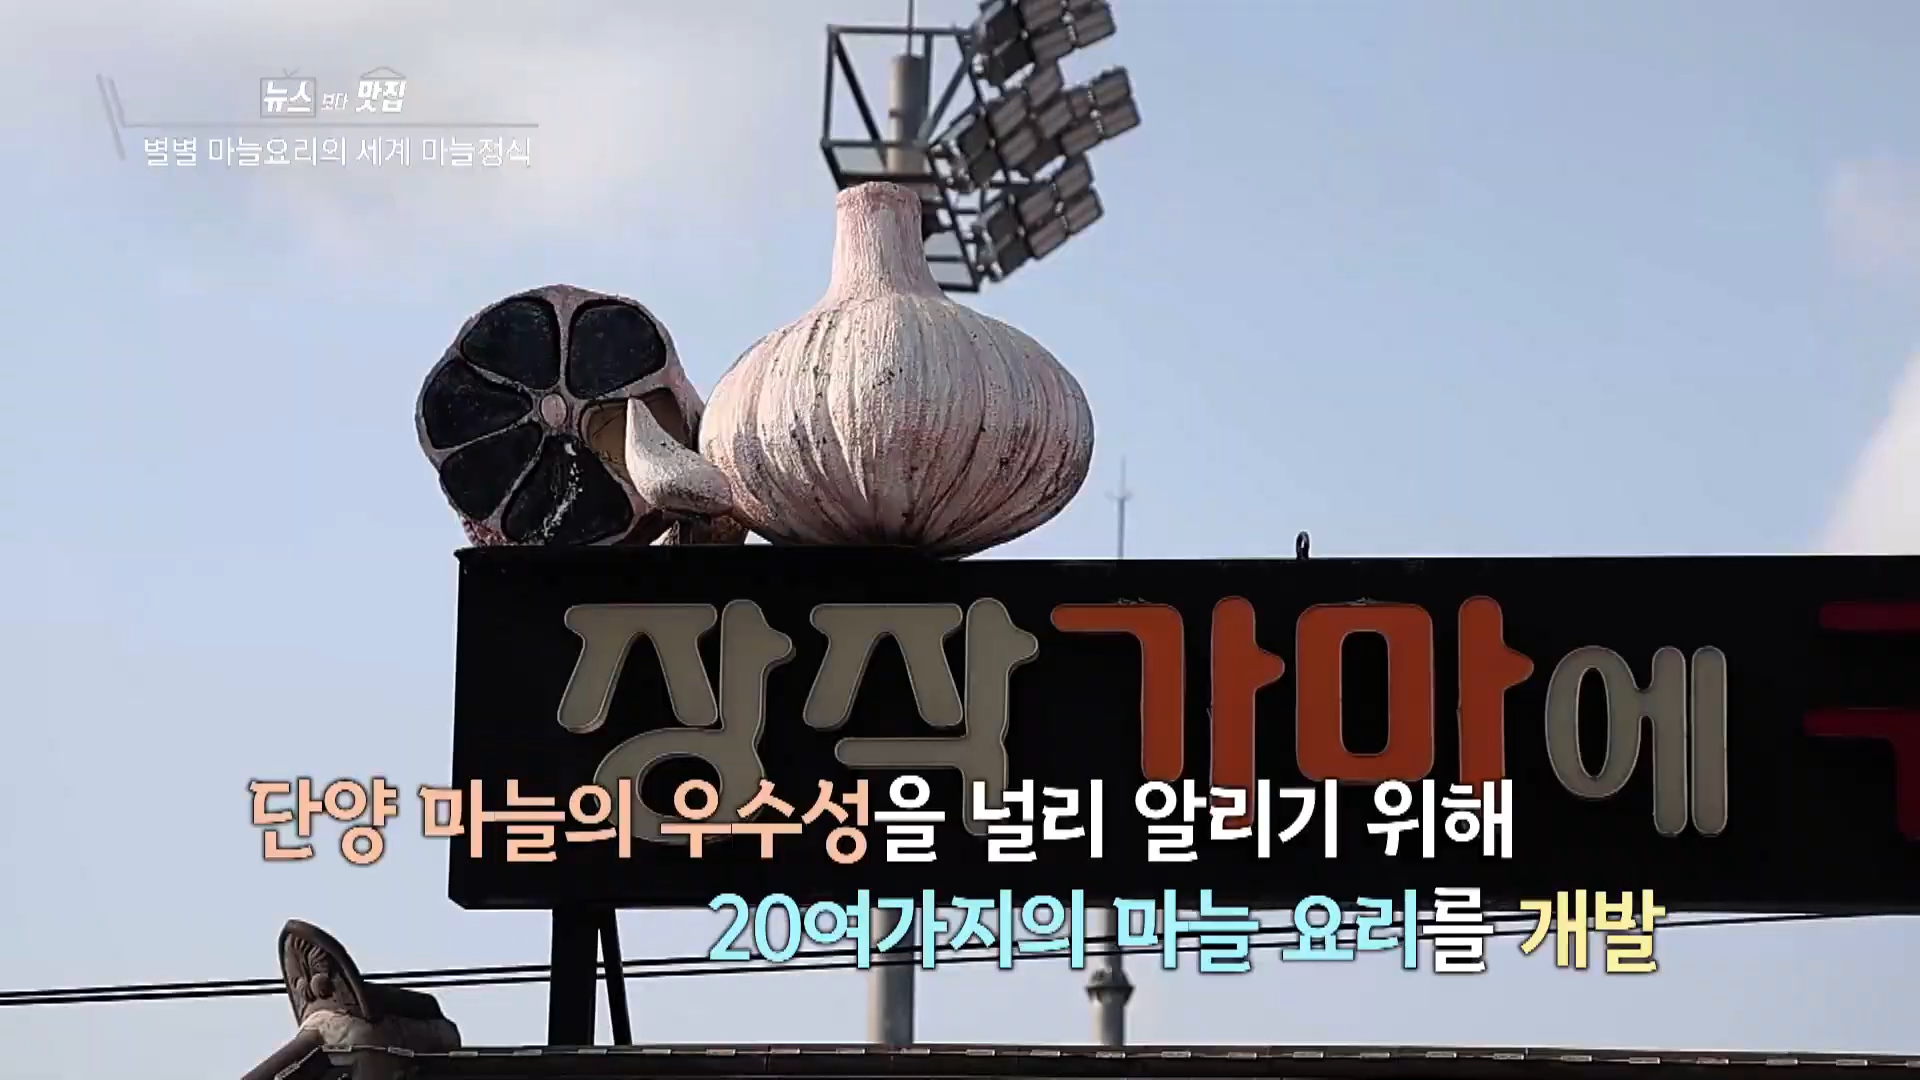 뉴스 보다 맛집
별별 마늘요리의 세계 마늘정식
장작가마에
단양 마늘의 우수성을 널리 알리기 위해
20여가지의 마늘 요리를 개발